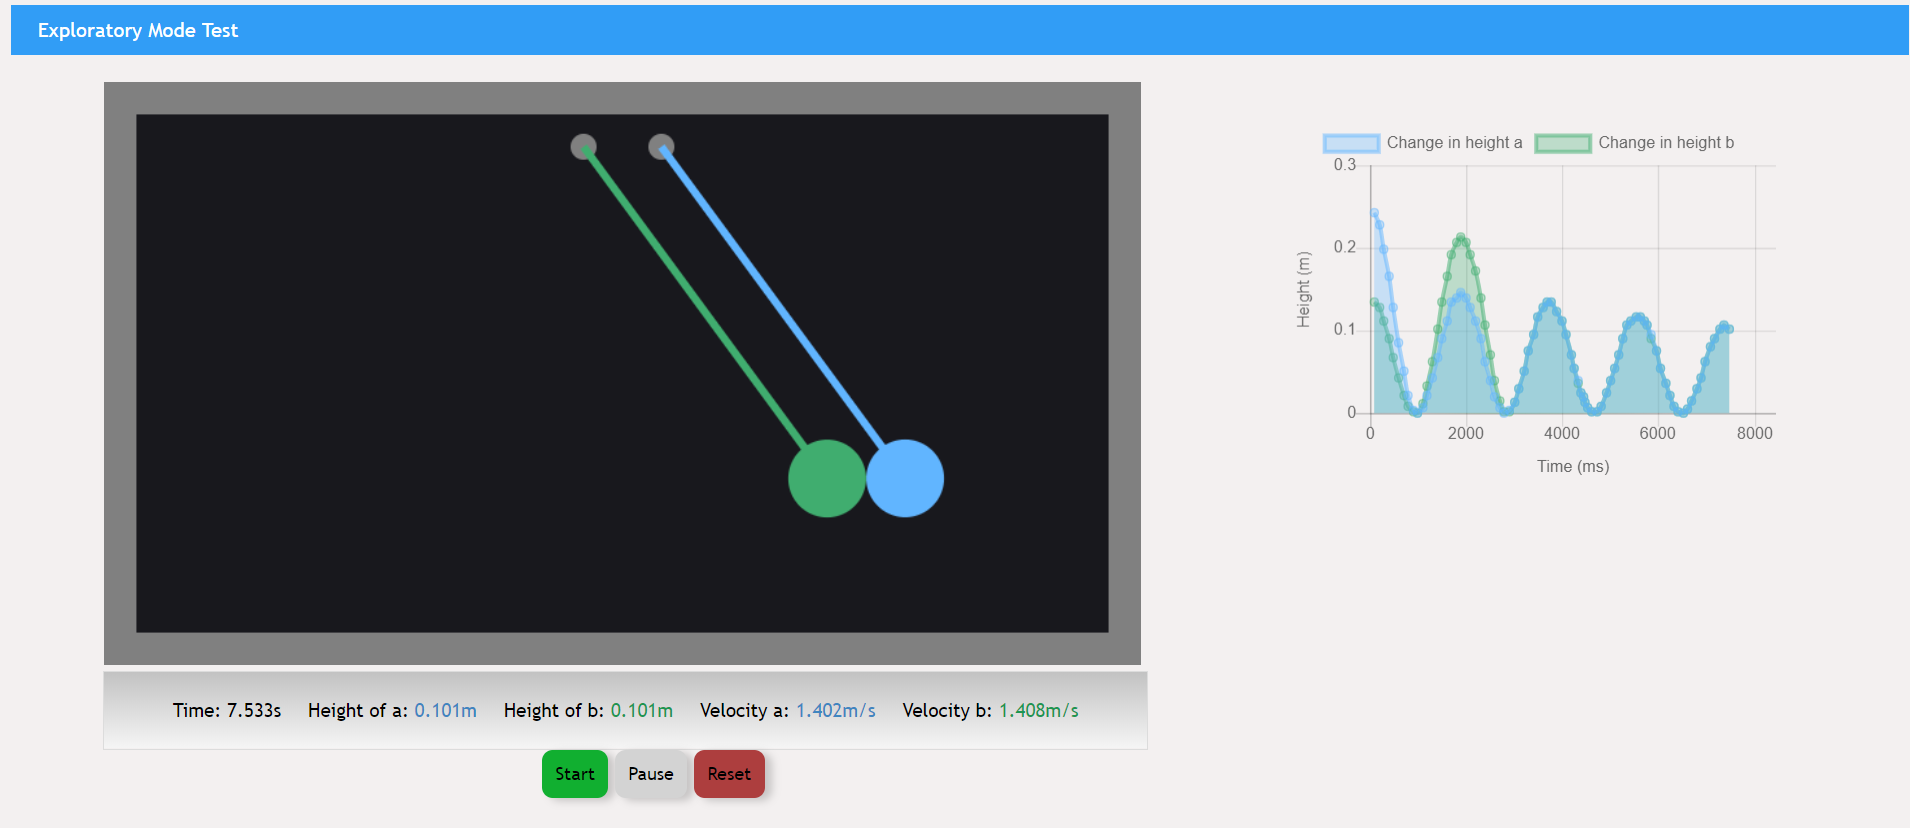 Exploratory Mode Test
Change in height a Change in height b
0.3
0.2
0.1
0
Height (m)
0 2000 4000 6000 8000
Time (ms)
Time: 7.533s Height of a: 0.101m Height of b: 0.101m Velocity a: 1.402m/s Velocity b: 1.408m/s
Start Pause Reset